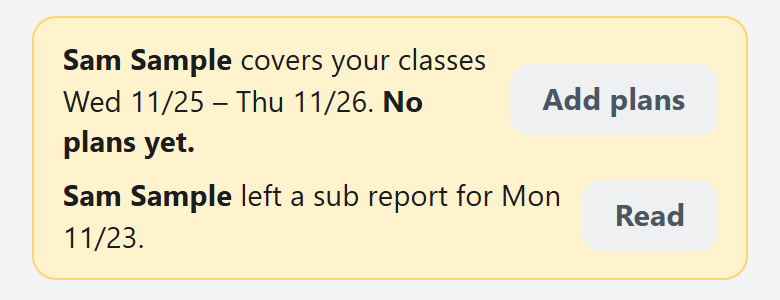 Sam Sample covers your classes
Wed 11/25 – Thu 11/26. No
plans yet.
Add plans
Sam Sample left a sub report for Mon
11/23.
Read